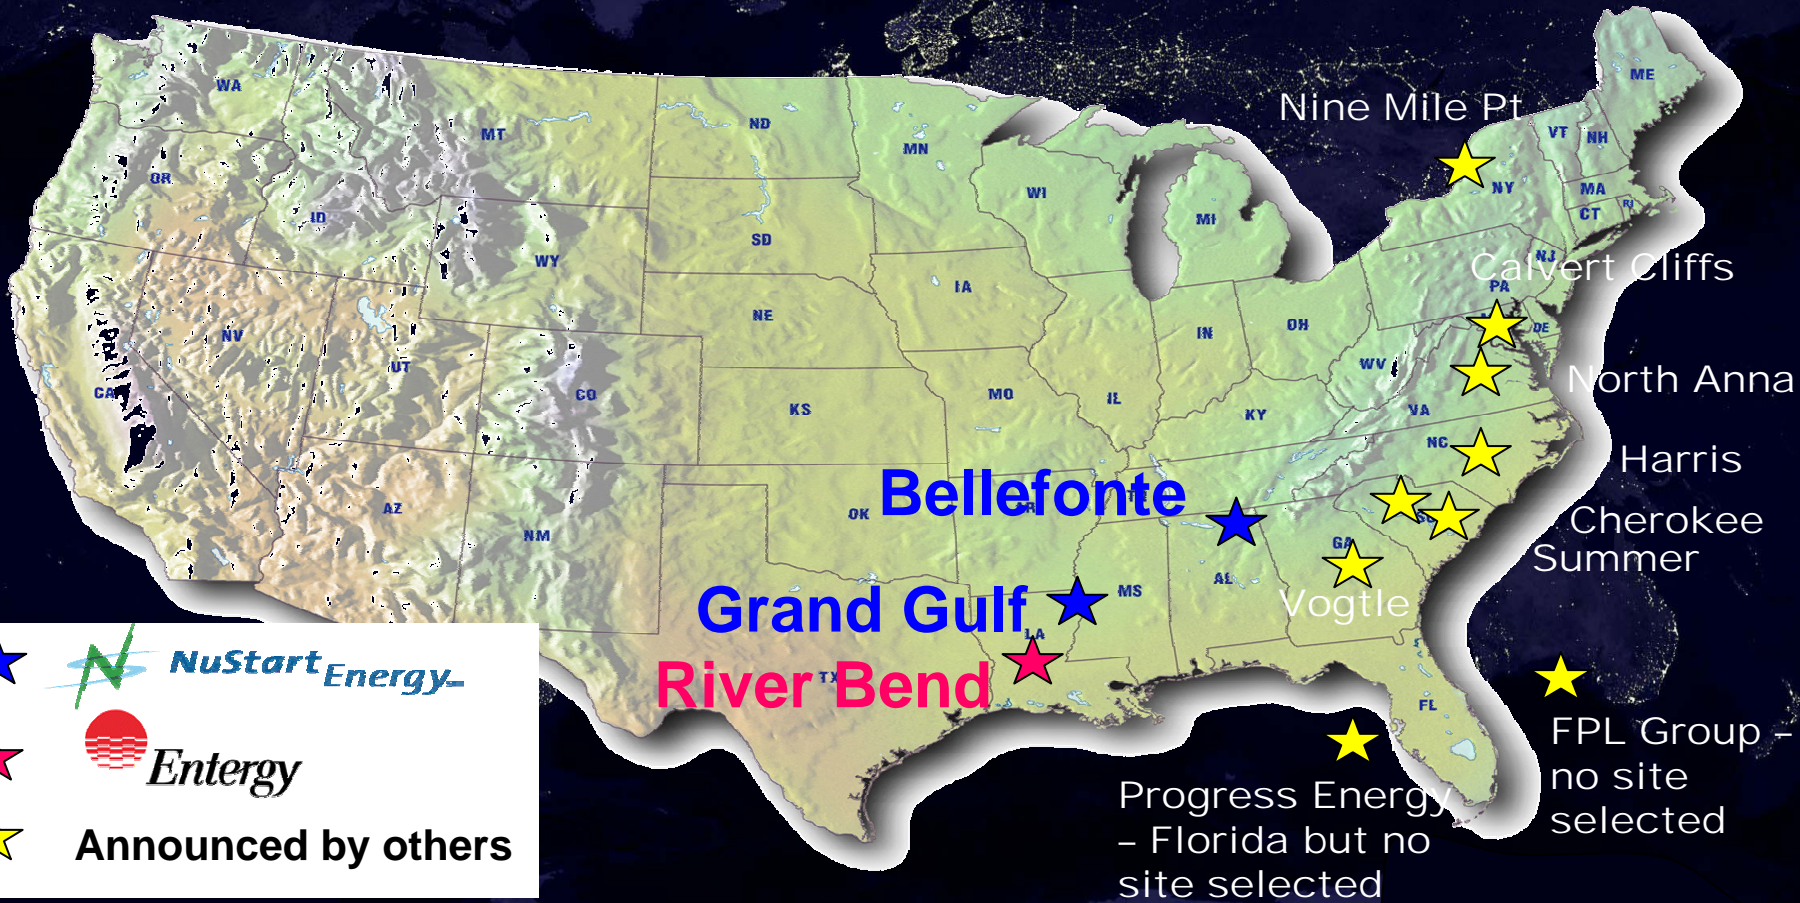 Nine Mile Pt
ME
WA
MT
ND
MN
VT
NH
OR
ID
WI
MI
NY
MA
CT
RI
SD
WY
NJ
Calvert Cliffs
PA
IA
NE
NV
IN
OH
DE
UT
WV
CA
CO
KS
MO
IL
KY
VA
North Anna
NC
Harris
Bellefonte
AZ
OK
NM
GA
Cherokee
Summer
AL
MS
Grand Gulf
Vogtle
LA
River Bend
TX
FL
FPL Group –
no site
selected
Progress Energy
– Florida but no
site selected
NuStart Energy
Entergy
Announced by others